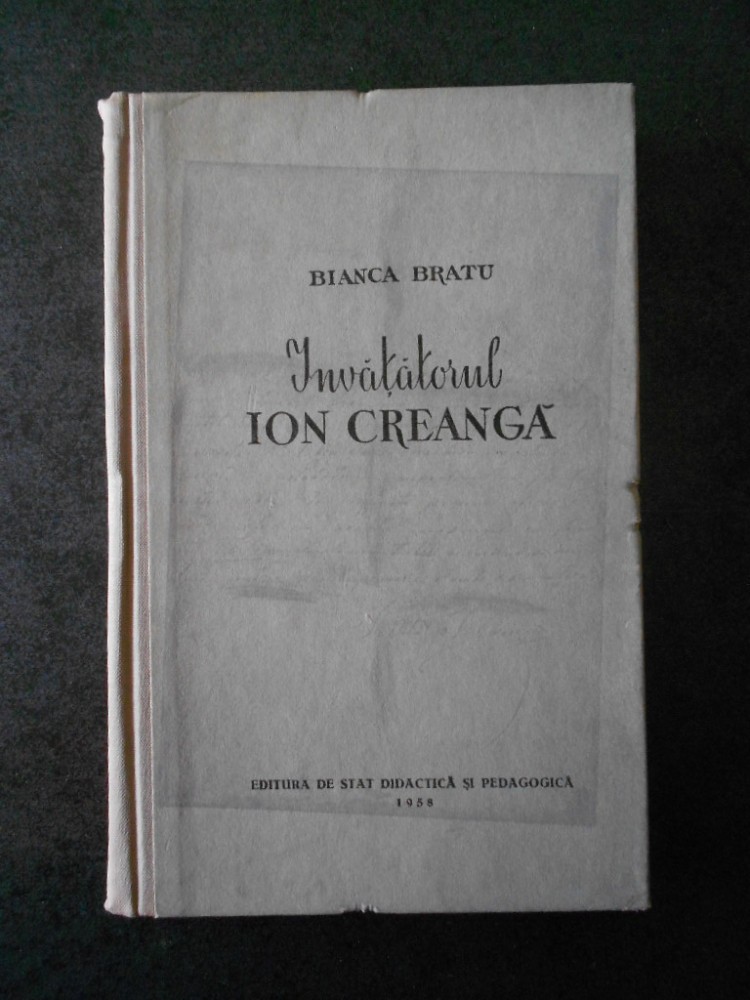 BIANCA BRATU
Învățătorul
ION CREANGĂ
EDITURA DE STAT DIDACTICĂ ȘI PEDAGOGICĂ
1958